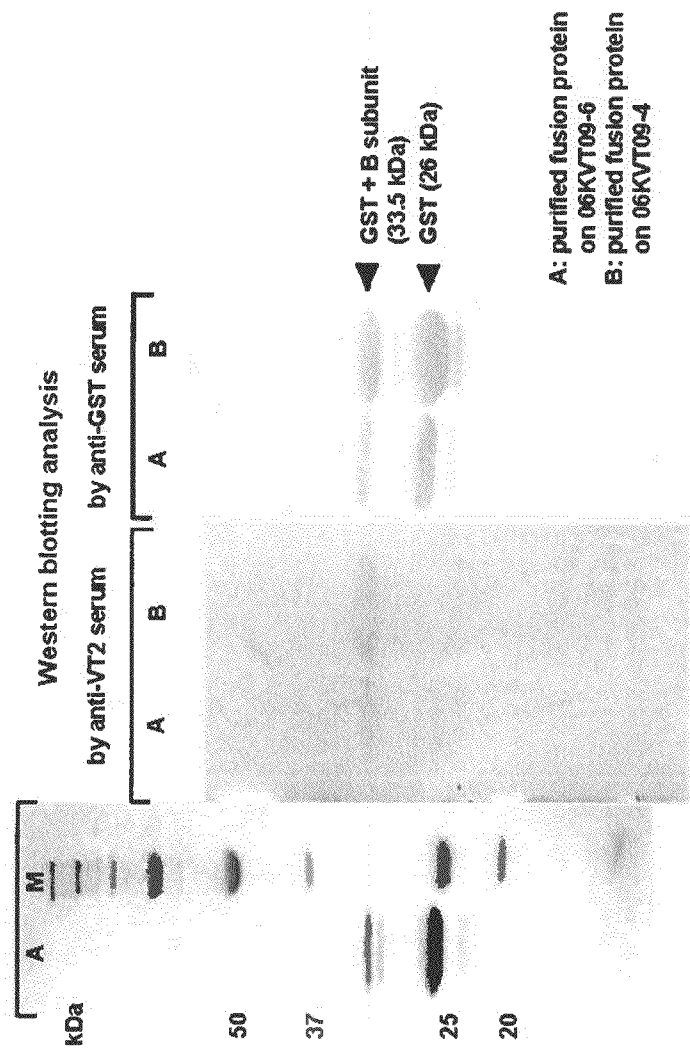 Western blotting analysis
by anti-VT2 serum
by anti-GST serum
A
M
A
B
A
B
kDa
50
37
25
20
GST + B subunit
(33.5 kDa)
GST (26 kDa)
A: purified fusion protein
on 06KVT09-6
B: purified fusion protein
on 06KVT09-4